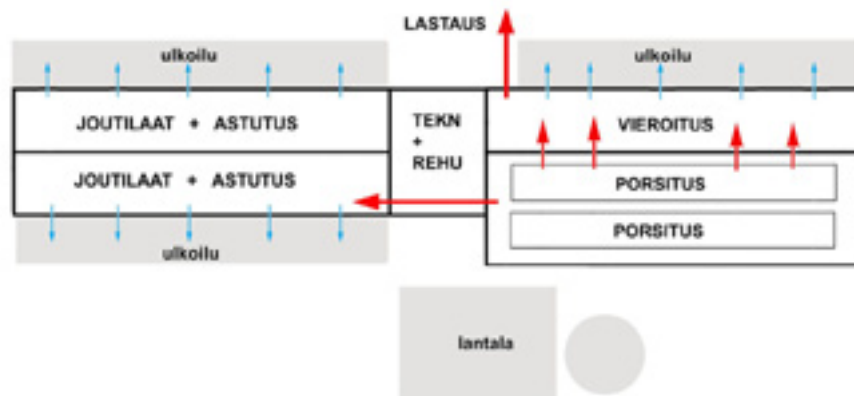 LASTAUS
ulkoilu
ulkoilu
JOUTILAAT + ASTUTUS
TEKN
+
REHU
VIEROITUS
JOUTILAAT + ASTUTUS
PORSITUS
PORSITUS
ulkoilu
lantala